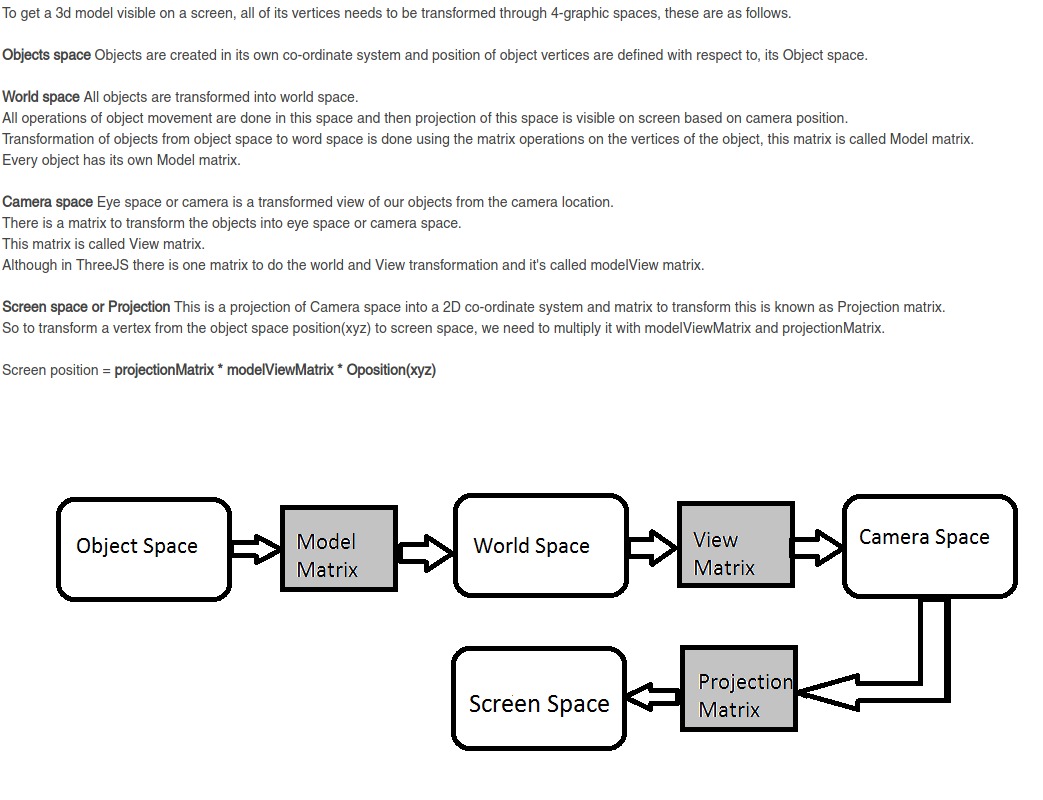 To get a 3d model visible on a screen, all of its vertices needs to be transformed through 4-graphic spaces, these are as follows.
Objects space Objects are created in its own co-ordinate system and position of object vertices are defined with respect to, its Object space.
World space All objects are transformed into world space.
All operations of object movement are done in this space and then projection of this space is visible on screen based on camera position.
Transformation of objects from object space to word space is done using the matrix operations on the vertices of the object, this matrix is called Model matrix.
Every object has its own Model matrix.
Camera space Eye space or camera is a transformed view of our objects from the camera location.
There is a matrix to transform the objects into eye space or camera space.
This matrix is called View matrix.
Although in ThreeJS there is one matrix to do the world and View transformation and it's called modelView matrix.
Screen space or Projection This is a projection of Camera space into a 2D co-ordinate system and matrix to transform this is known as Projection matrix.
So to transform a vertex from the object space position(xyz) to screen space, we need to multiply it with modelViewMatrix and projectionMatrix.
Screen position = projectionMatrix * modelViewMatrix * Oposition(xyz)
Object Space
Model
Matrix
World Space
View
Matrix
Camera Space
Projection
Matrix
Screen Space